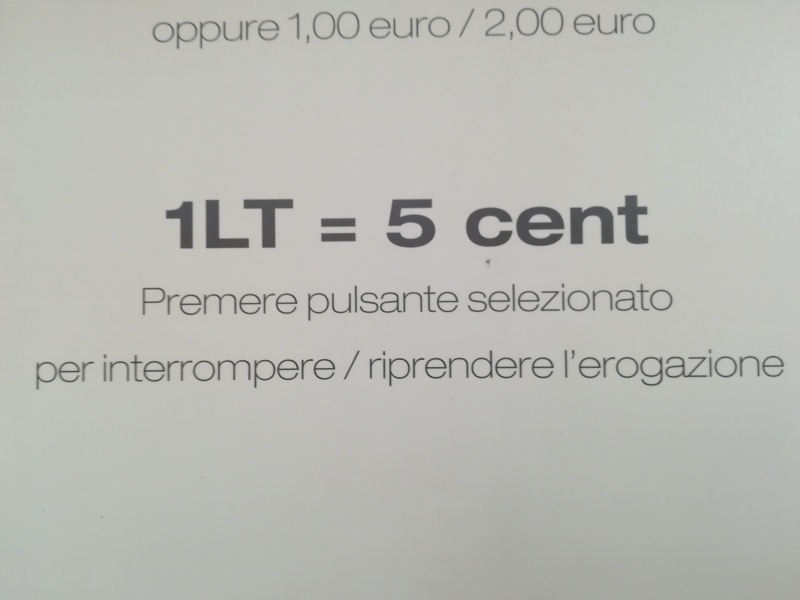 oppure 1,00 euro / 2,00 euro
1LT = 5 cent
Premere pulsante selezionato
per interrompere / riprendere l'erogazione